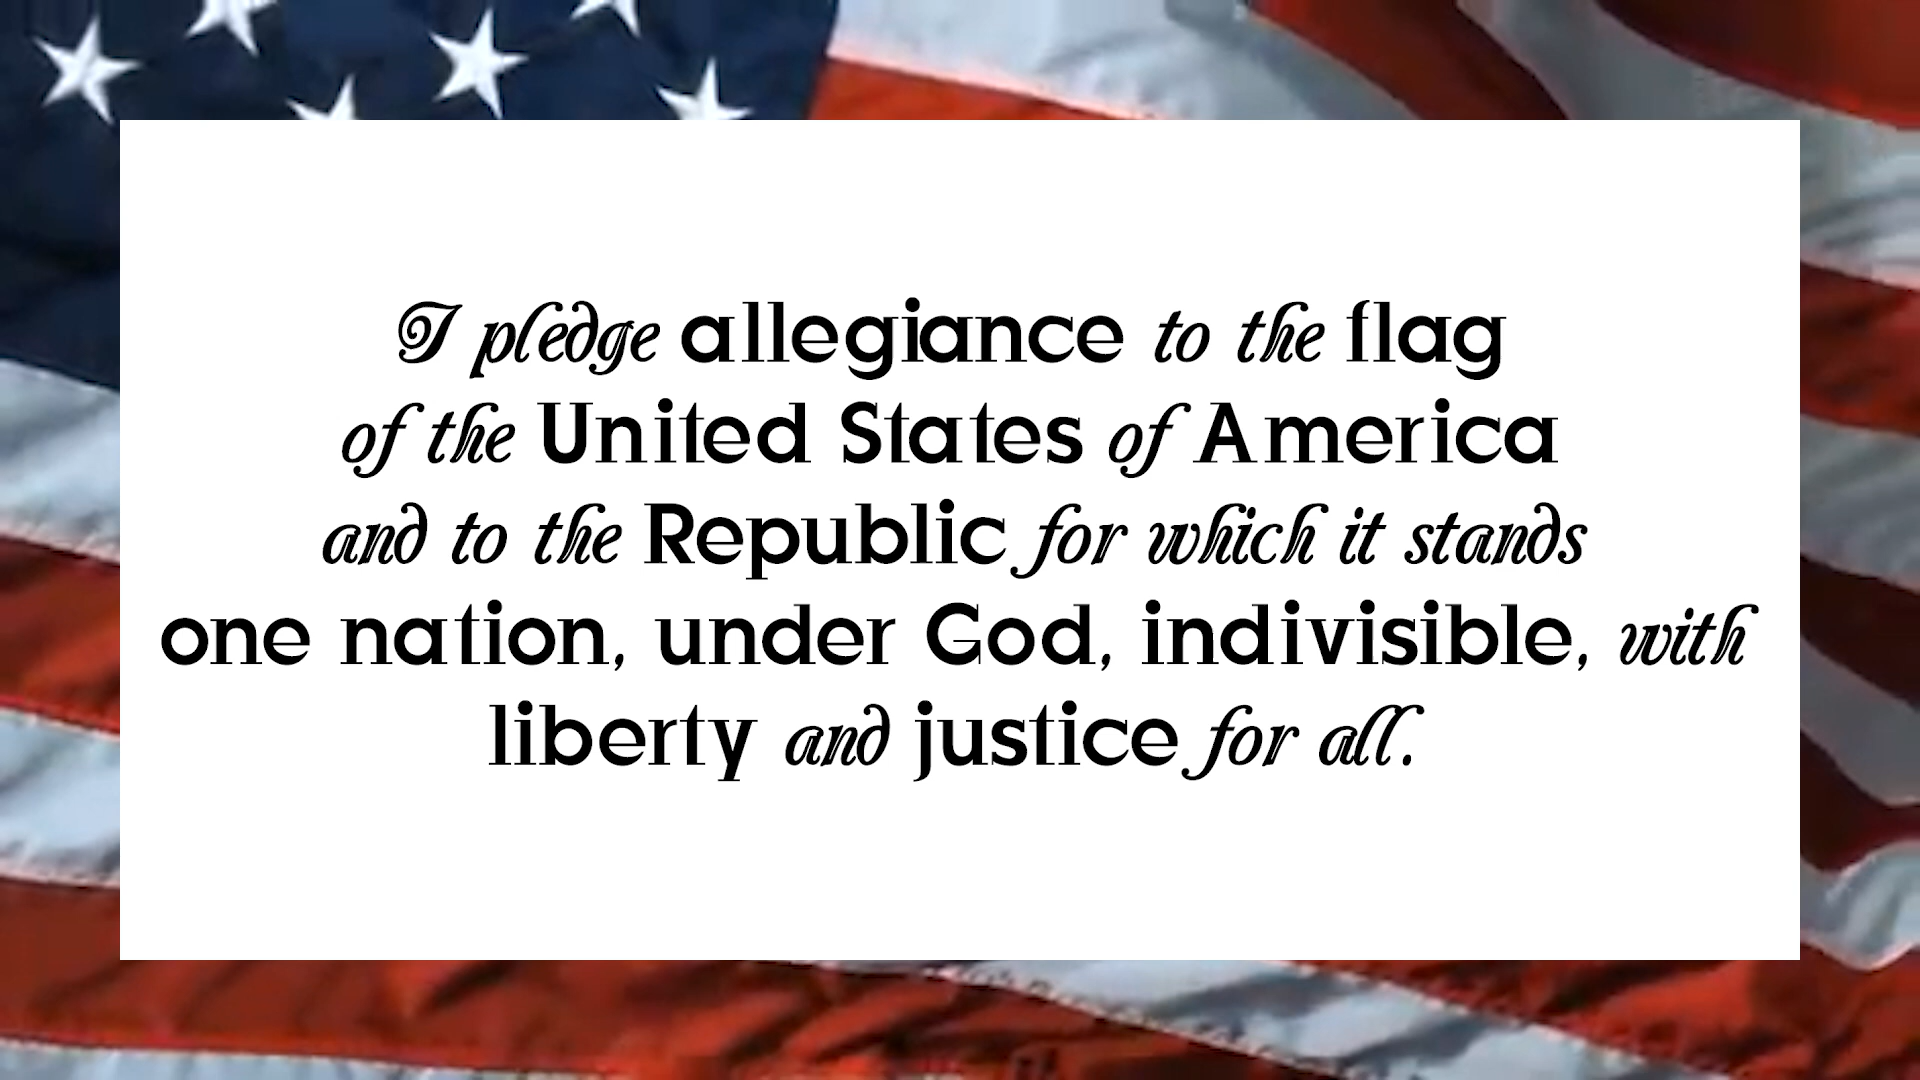 I pledge allegiance to the flag
of the United States of America
and to the Republic for which it stands
one nation, under God, indivisible, with
liberty and justice for all.